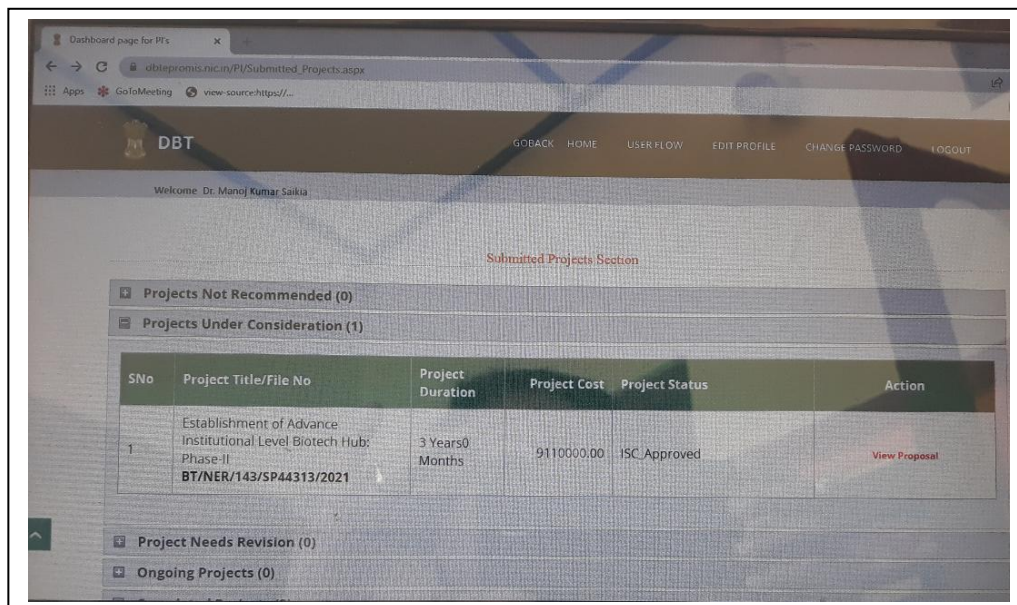 Dashboard page for PI's
dbtepromis.nic.in/PI/Submitted_Projects.aspx
Apps GoToMeeting view-source:https://...
DBT GOBACK HOME USER FLOW EDIT PROFILE CHANGE PASSWORD LOGOUT
Welcome Dr. Manoj Kumar Saikia
Submitted Projects Section
Projects Not Recommended (0)
Projects Under Consideration (1)
SNo Project Title/File No Project Duration Project Cost Project Status Action
1 Establishment of Advance
Institutional Level Biotech Hub:
Phase-II
BT/NER/143/SP44313/2021
3 Years0
Months
9110000.00 ISC_Approved View Proposal
Project Needs Revision (0)
Ongoing Projects (0)